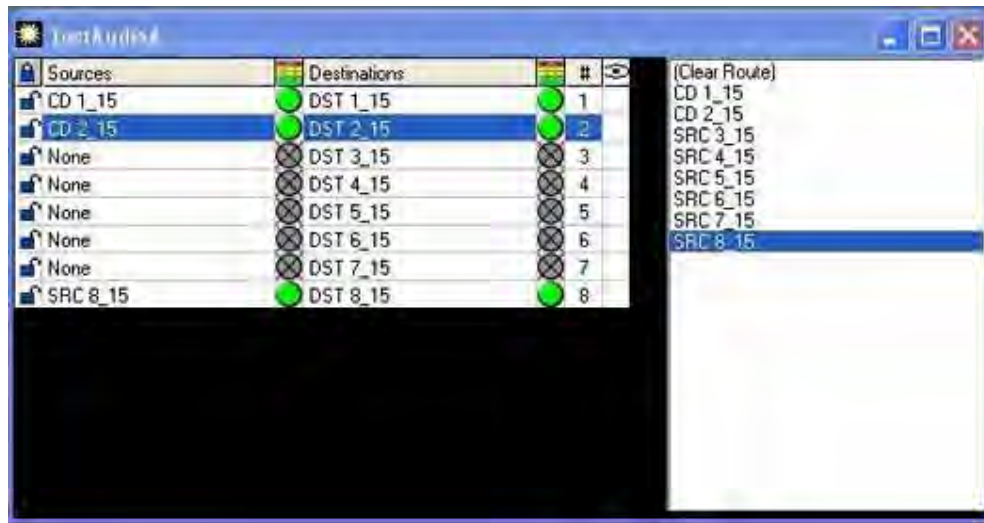 Sources Destinations #
CD 1_15 DST 1_15 1
CD 2_15 DST 2_15 2
None DST 3_15 3
None DST 4_15 4
None DST 5_15 5
None DST 6_15 6
None DST 7_15 7
SRC 8_15 DST 8_15 8
(Clear Route)
CD 1_15
CD 2_15
SRC 3_15
SRC 4_15
SRC 5_15
SRC 6_15
SRC 7_15
SRC 8_15